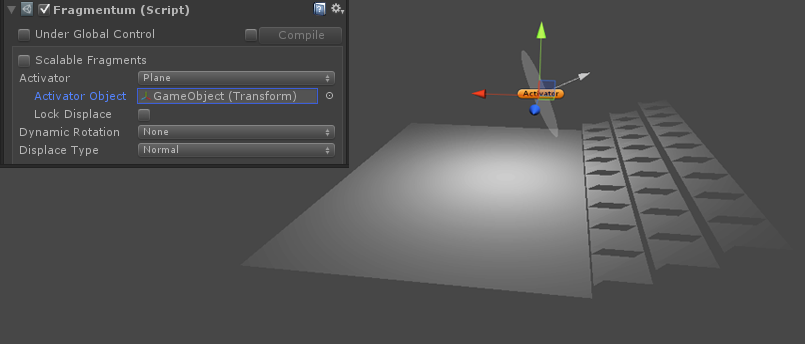 Fragmentum (Script)
Under Global Control Compile
Scalable Fragments
Activator Plane
Activator Object GameObject (Transform)
Lock Displace
Dynamic Rotation None
Displace Type Normal
Activator